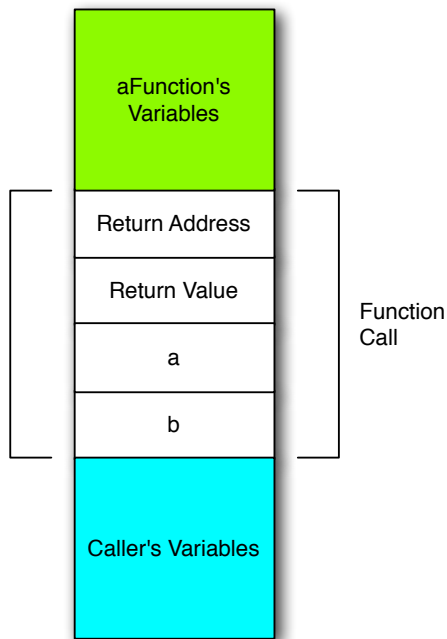 aFunction's
Variables
Return Address
Return Value
a
b
Function
Call
Caller's Variables